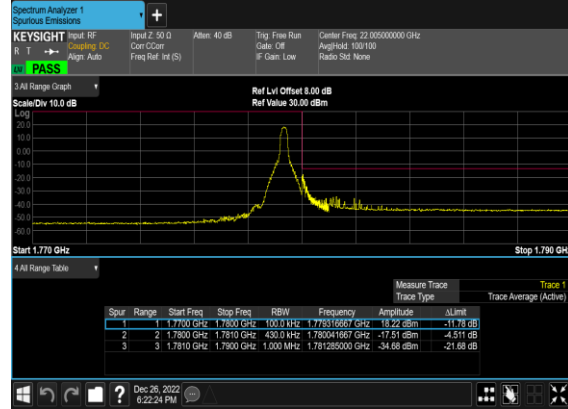 Spectrum Analyzer 1
Spurious Emissions
KEYSIGHT Input: RF Input Z: 50 Ω Atten: 40 dB Trig: Free Run Center Freq: 22.005000000 GHz
R T Coupling: DC Corr CCorr Gate: Off Avg|Hold: 100/100
Align: Auto Freq Ref: Int (S) IF Gain: Low Radio Std: None
PASS
3 All Range Graph
Ref Lvl Offset 8.00 dB
Scale/Div 10.0 dB Ref Value 30.00 dBm
Log
20.0
10.0
0.00
-10.0
-20.0
-30.0
-40.0
-50.0
-60.0
Start 1.770 GHz Stop 1.790 GHz
4 All Range Table
Measure Trace Trace 1
Trace Type Trace Average (Active)
Spur Range Start Freq Stop Freq RBW Frequency Amplitude ΔLimit
1 1 1.7700 GHz 1.7800 GHz 100.0 kHz 1.779316667 GHz 18.22 dBm -11.78 dB
2 2 1.7800 GHz 1.7810 GHz 430.0 kHz 1.780041667 GHz -17.51 dBm -4.511 dB
3 3 1.7810 GHz 1.7900 GHz 1.000 MHz 1.781285000 GHz -34.68 dBm -21.68 dB
? Dec 26, 2022
6:22:24 PM